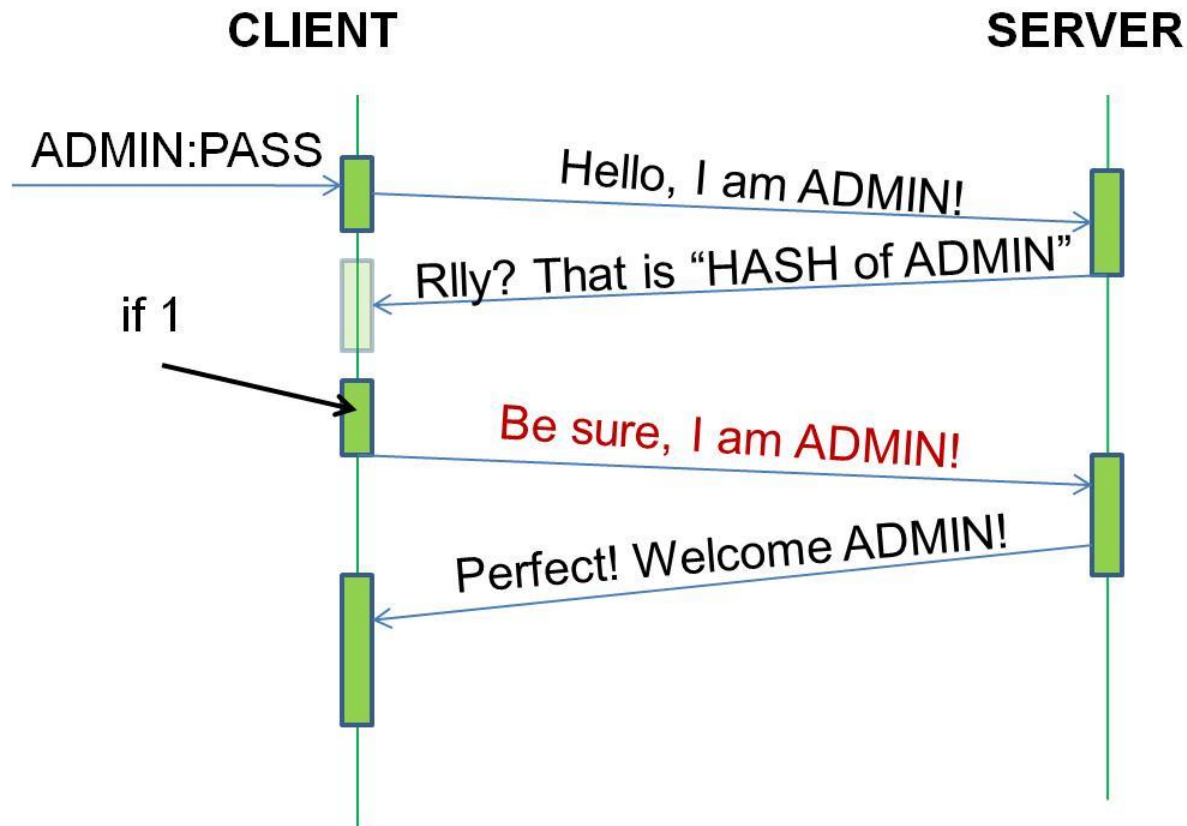 CLIENT
SERVER
ADMIN:PASS
Hello, I am ADMIN!
Rlly? That is “HASH of ADMIN”
if 1
Be sure, I am ADMIN!
Perfect! Welcome ADMIN!